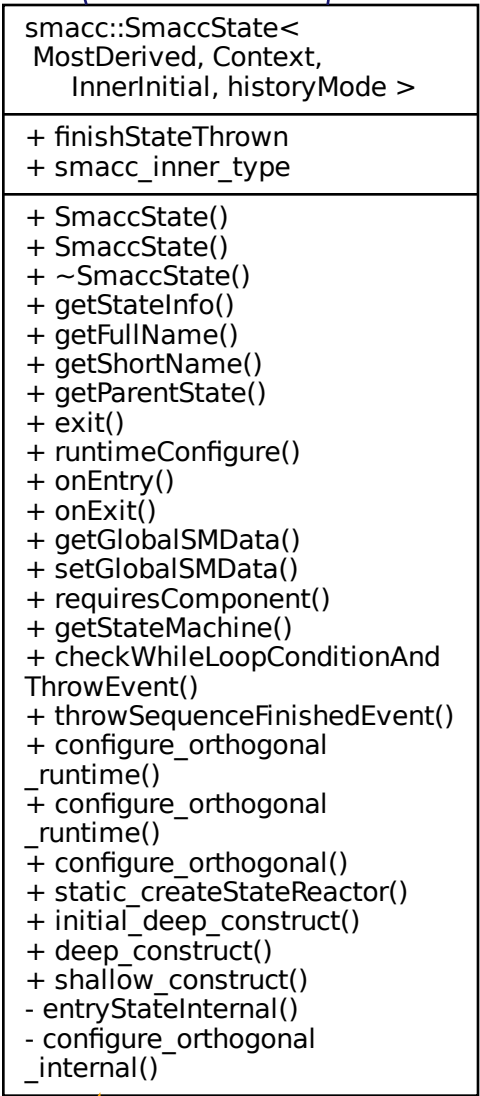 smacc::SmaccState<
MostDerived, Context,
InnerInitial, historyMode >
+ finishStateThrown
+ smacc_inner_type
+ SmaccState()
+ SmaccState()
+ ~SmaccState()
+ getStateInfo()
+ getFullName()
+ getShortName()
+ getParentState()
+ exit()
+ runtimeConfigure()
+ onEntry()
+ onExit()
+ getGlobalSMData()
+ setGlobalSMData()
+ requiresComponent()
+ getStateMachine()
+ checkWhileLoopConditionAnd
ThrowEvent()
+ throwSequenceFinishedEvent()
+ configure_orthogonal
_runtime()
+ configure_orthogonal
_runtime()
+ configure_orthogonal()
+ static_createStateReactor()
+ initial_deep_construct()
+ deep_construct()
+ shallow_construct()
- entryStateInternal()
- configure_orthogonal
_internal()